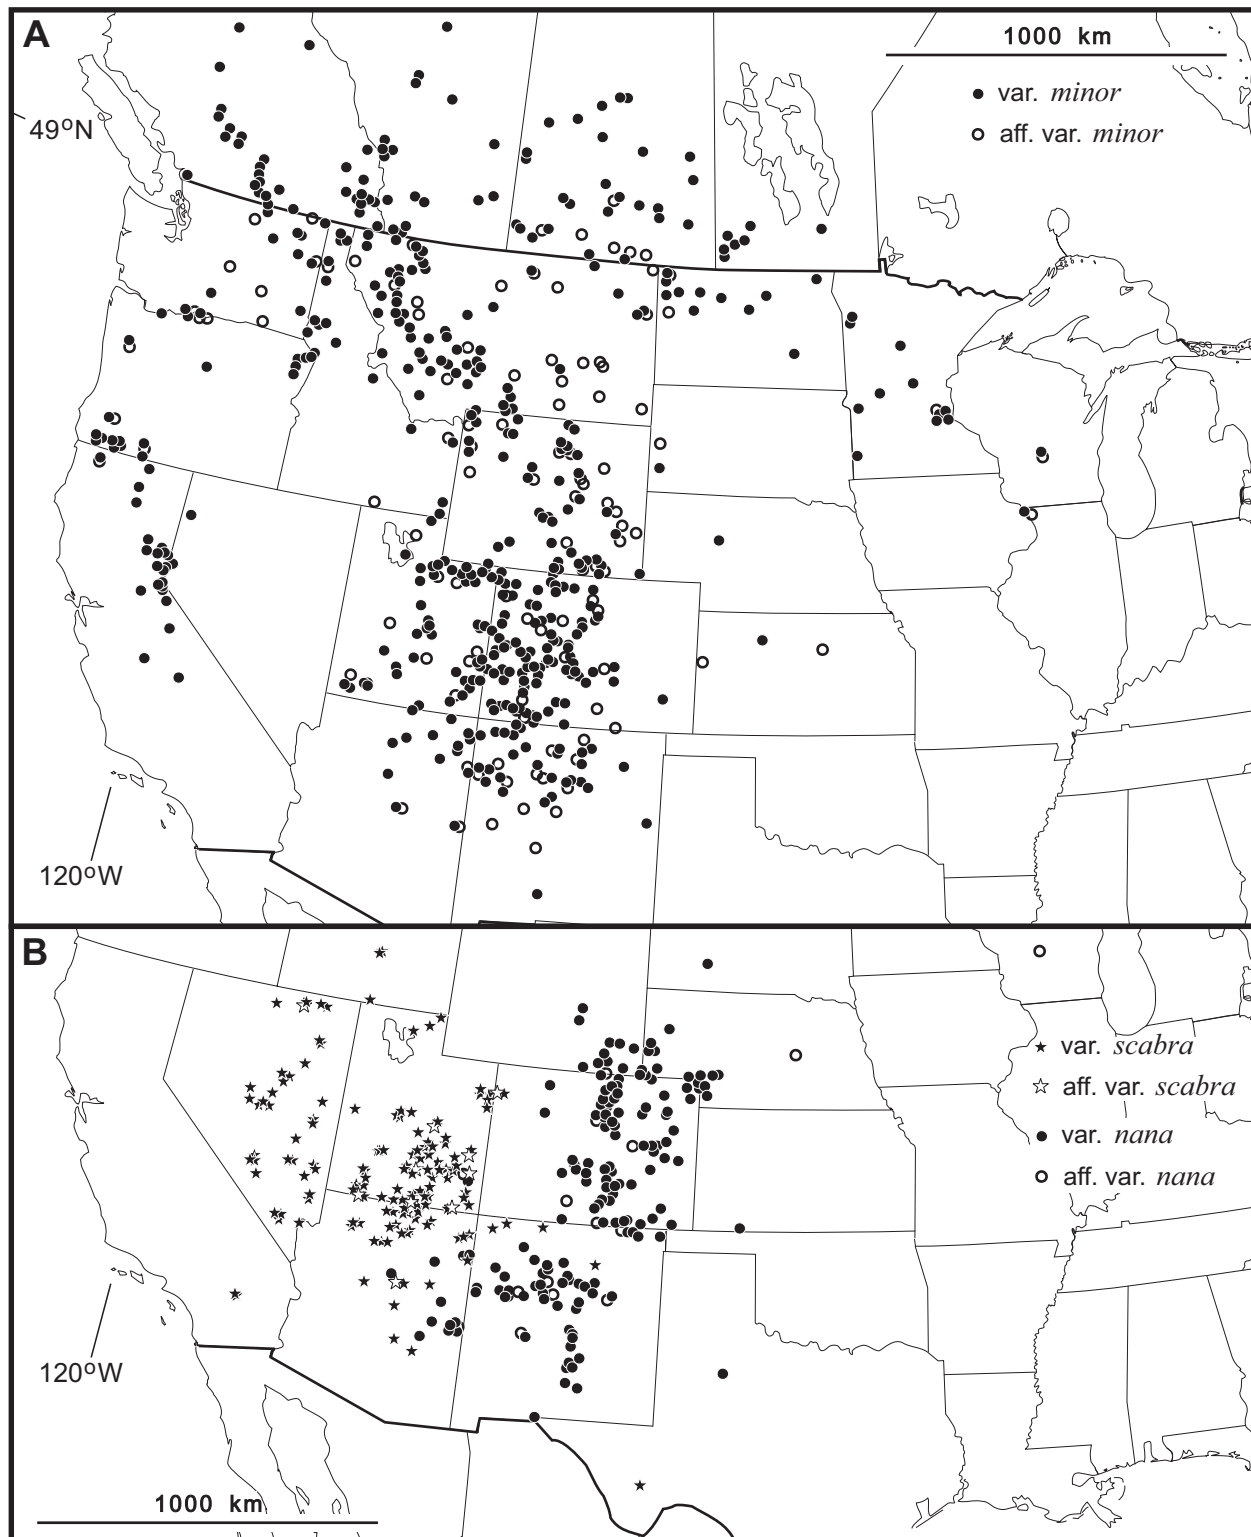 A
1000 km
var. minor
aff. var. minor
49°N
120°W
B
var. scabra
aff. var. scabra
var. nana
aff. var. nana
120°W
1000 km